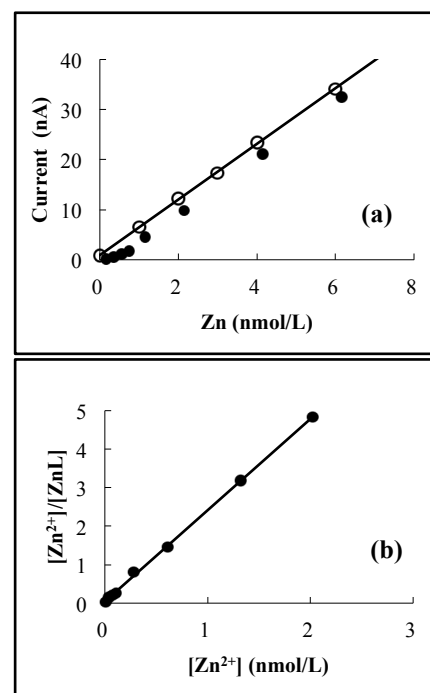 40
30
20
10
0
Current (nA)
(a)
0 2 4 6 8
Zn (nmol/L)
5
4
3
2
1
0
[Zn²⁺]/[ZnL]
(b)
0 1 2 3
[Zn²⁺] (nmol/L)